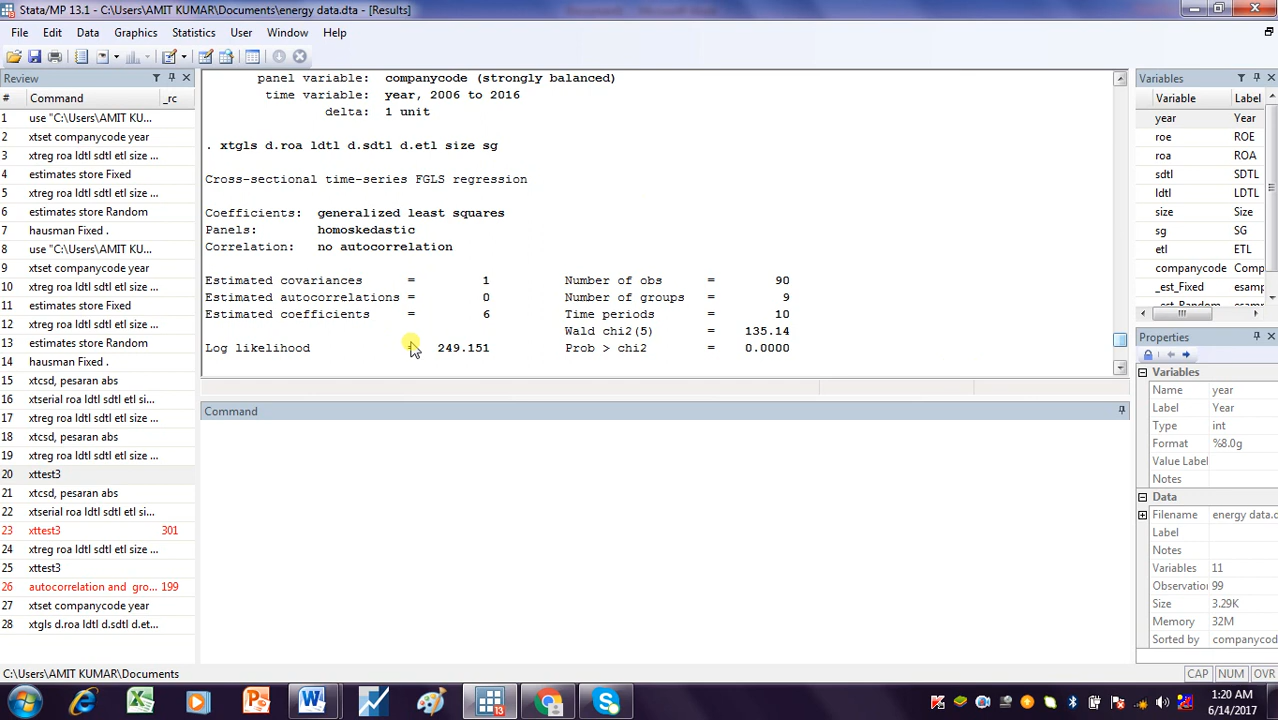 Stata/MP 13.1 - C:\Users\AMIT KUMAR\Documents\energy data.dta - [Results]
File Edit Data Graphics Statistics User Window Help
Review
# Command _rc
1 use "C:\Users\AMIT KU...
2 xtset companycode year
3 xtreg roa ldtl sdtl etl size ...
4 estimates store Fixed
5 xtreg roa ldtl sdtl etl size ...
6 estimates store Random
7 hausman Fixed .
8 use "C:\Users\AMIT KU...
9 xtset companycode year
10 xtreg roa ldtl sdtl etl size ...
11 estimates store Fixed
12 xtreg roa ldtl sdtl etl size ...
13 estimates store Random
14 hausman Fixed .
15 xtcsd, pesaran abs
16 xtserial roa ldtl sdtl etl si...
17 xtreg roa ldtl sdtl etl size ...
18 xtcsd, pesaran abs
19 xtreg roa ldtl sdtl etl size ...
20 xttest3
21 xtcsd, pesaran abs
22 xtserial roa ldtl sdtl etl si...
23 xttest3 301
24 xtreg roa ldtl sdtl etl size ...
25 xttest3
26 autocorrelation and gro... 199
27 xtset companycode year
28 xtgls d.roa ldtl d.sdtl d.et...
panel variable: companycode (strongly balanced)
time variable: year, 2006 to 2016
delta: 1 unit
. xtgls d.roa ldtl d.sdtl d.etl size sg
Cross-sectional time-series FGLS regression
Coefficients: generalized least squares
Panels: homoskedastic
Correlation: no autocorrelation
Estimated covariances = 1 Number of obs = 90
Estimated autocorrelations = 0 Number of groups = 9
Estimated coefficients = 6 Time periods = 10
Wald chi2(5) = 135.14
Log likelihood = 249.151 Prob > chi2 = 0.0000
Command
Variables
Variable Label
year Year
roe ROE
roa ROA
sdtl SDTL
ldtl LDTL
size Size
sg SG
etl ETL
companycode Comp
_est_Fixed esamp
_est_Random esamp
Properties
Variables
Name year
Label Year
Type int
Format %8.0g
Value Label
Notes
Data
Filename energy data.d
Label
Notes
Variables 11
Observation 99
Size 3.29K
Memory 32M
Sorted by companycod
C:\Users\AMIT KUMAR\Documents
CAP NUM OVR
13
1:20 AM
6/14/2017